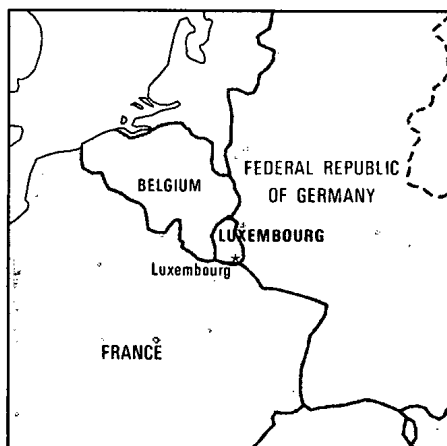 FEDERAL REPUBLIC
OF GERMANY
BELGIUM
LUXEMBOURG
Luxembourg
FRANCE